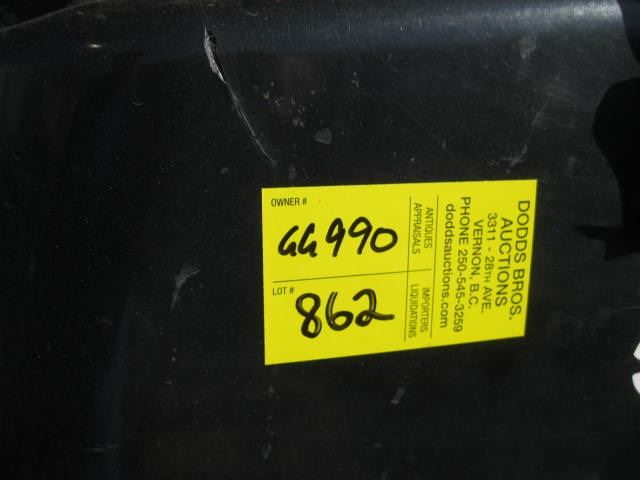 OWNER #
GG990
LOT #
862
ANTIQUES
APPRAISALS
IMPORTERS
LIQUIDATIONS
DODDS BROS.
AUCTIONS
3311 - 28TH AVE.
VERNON, B.C.
PHONE 250-545-3259
doddsauctions.com